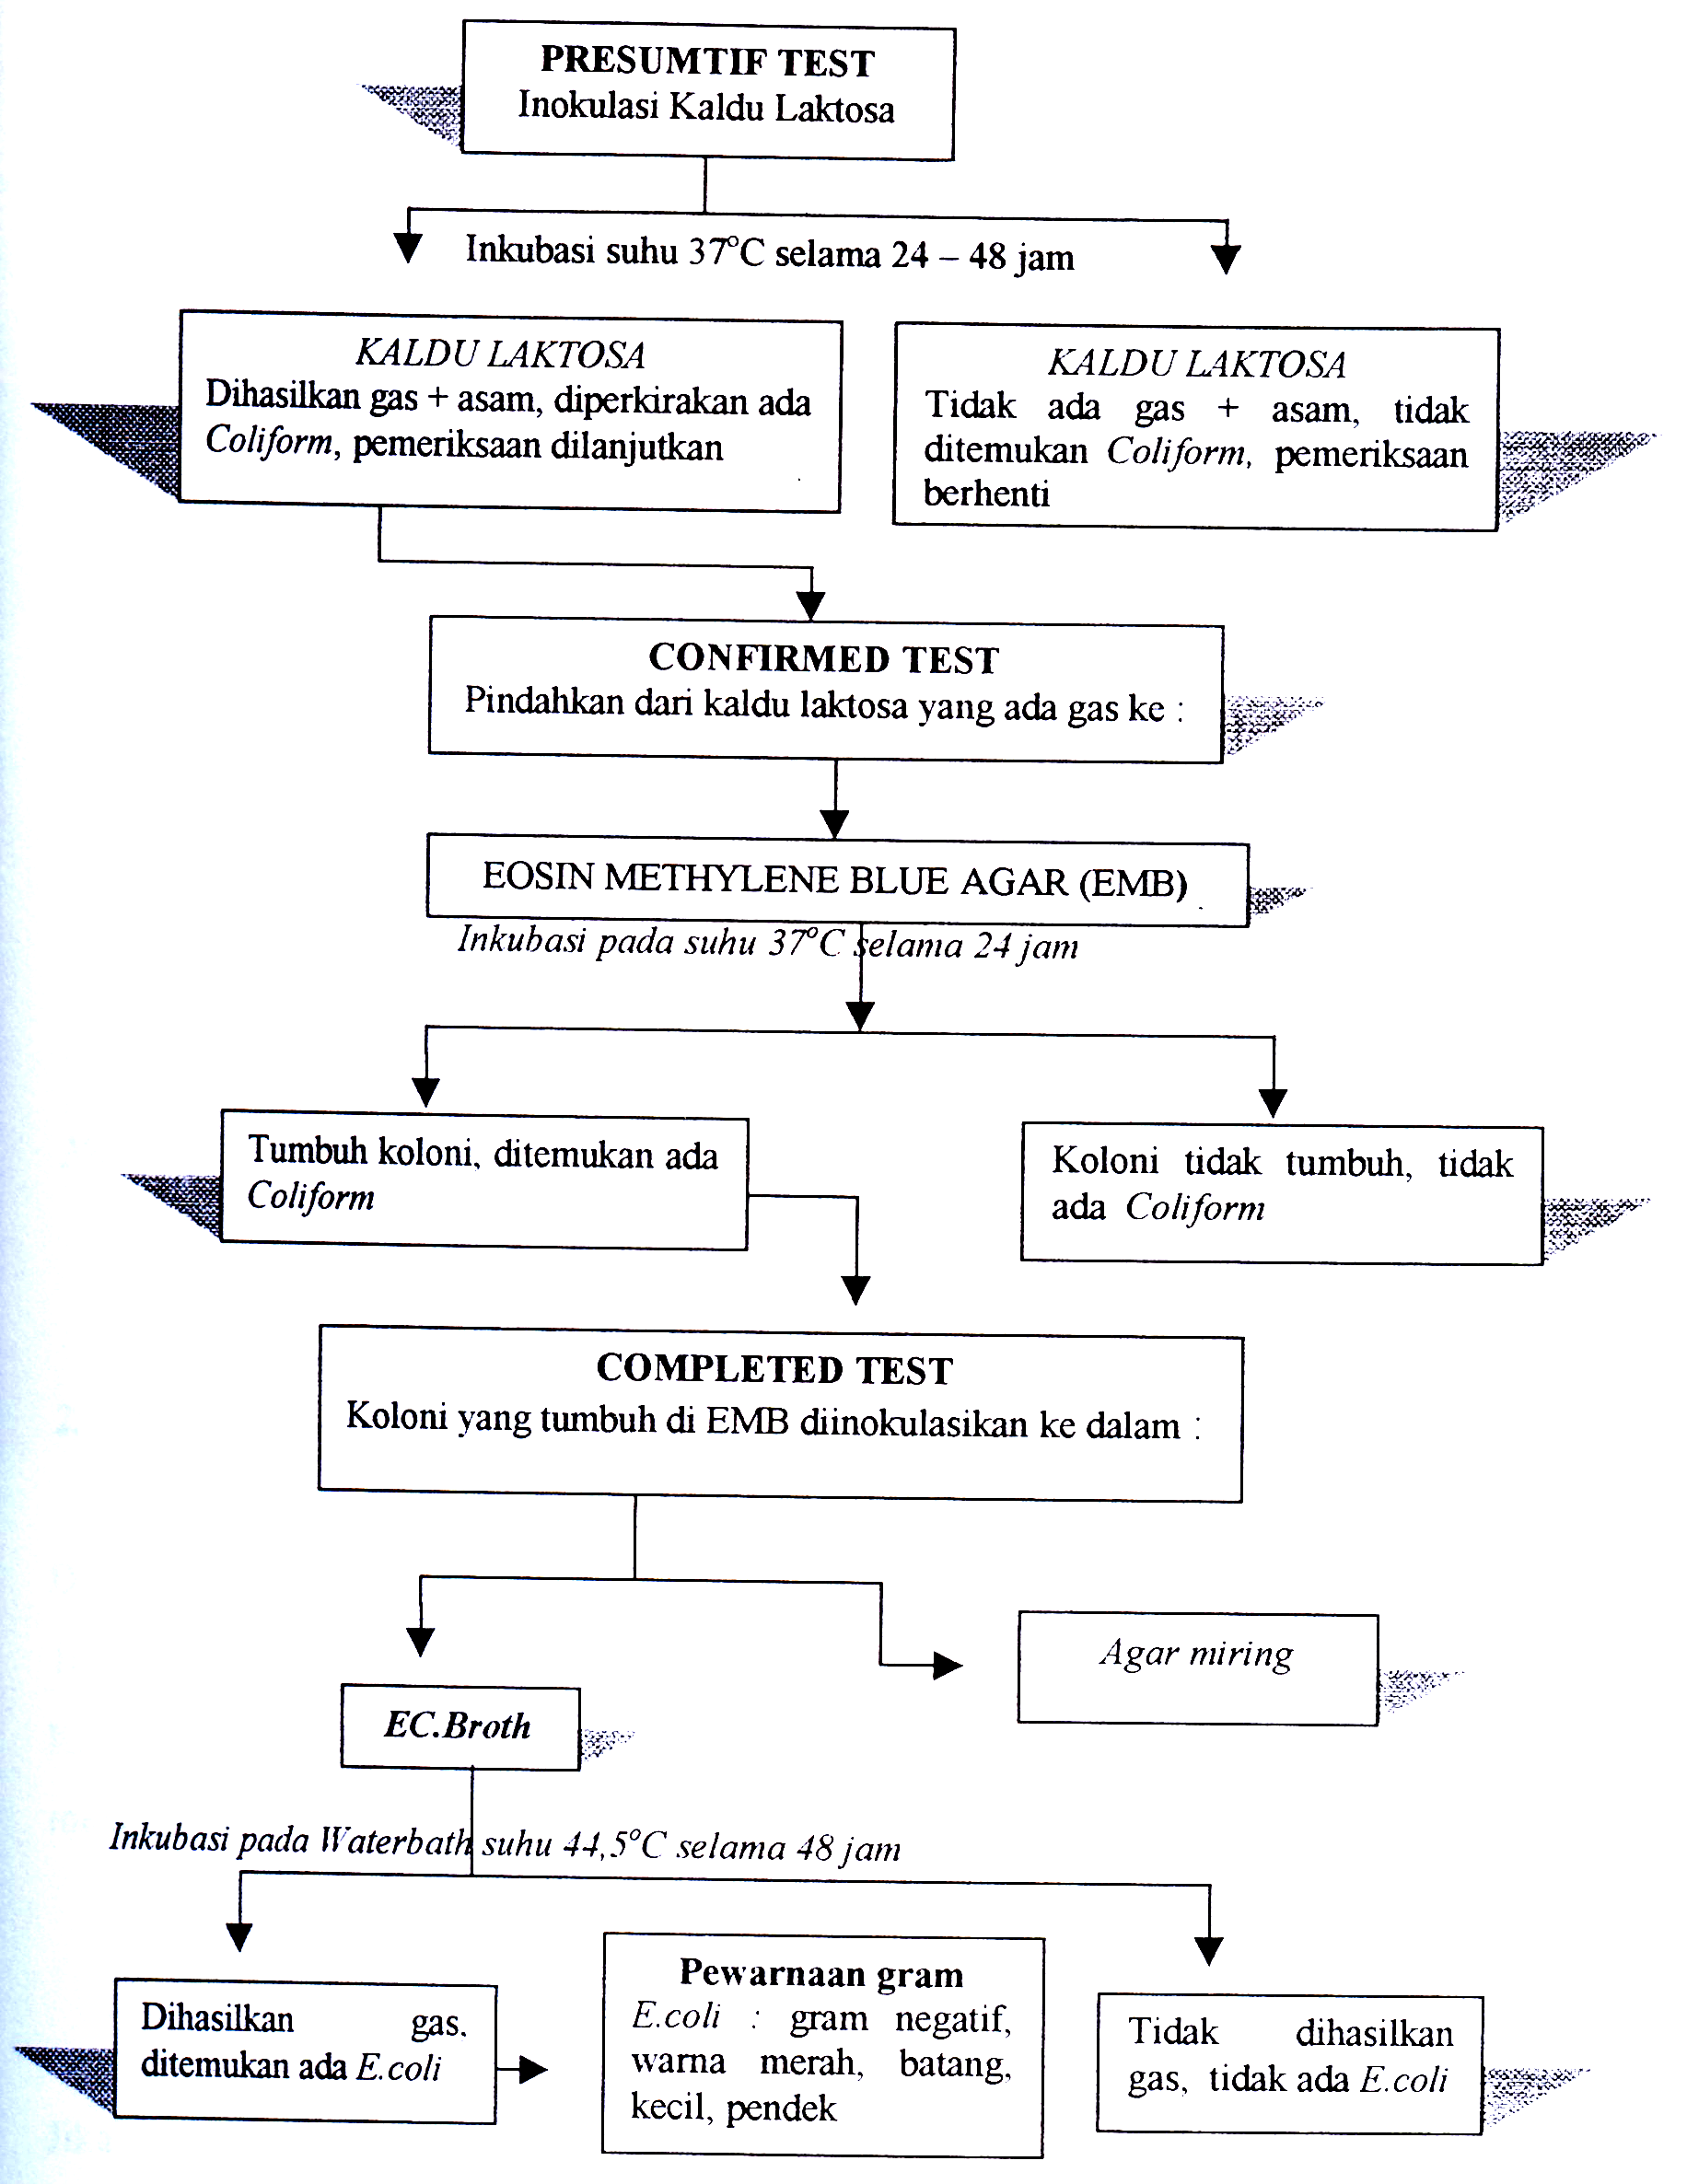 PRESUMTIF TEST
Inokulasi Kaldu Laktosa
Inkubasi suhu 37°C selama 24 – 48 jam
KALDU LAKTOSA
Dihasilkan gas + asam, diperkirakan ada
Coliform, pemeriksaan dilanjutkan
KALDU LAKTOSA
Tidak ada gas + asam, tidak
ditemukan Coliform, pemeriksaan
berhenti
CONFIRMED TEST
Pindahkan dari kaldu laktosa yang ada gas ke :
EOSIN METHYLENE BLUE AGAR (EMB)
Inkubasi pada suhu 37°C selama 24 jam
Tumbuh koloni, ditemukan ada
Coliform
Koloni tidak tumbuh, tidak
ada Coliform
COMPLETED TEST
Koloni yang tumbuh di EMB diinokulasikan ke dalam :
Agar miring
EC.Broth
Inkubasi pada Waterbath suhu 44,5°C selama 48 jam
Dihasilkan gas,
ditemukan ada E.coli
Pewarnaan gram
E.coli : gram negatif,
warna merah, batang,
kecil, pendek
Tidak dihasilkan
gas, tidak ada E.coli